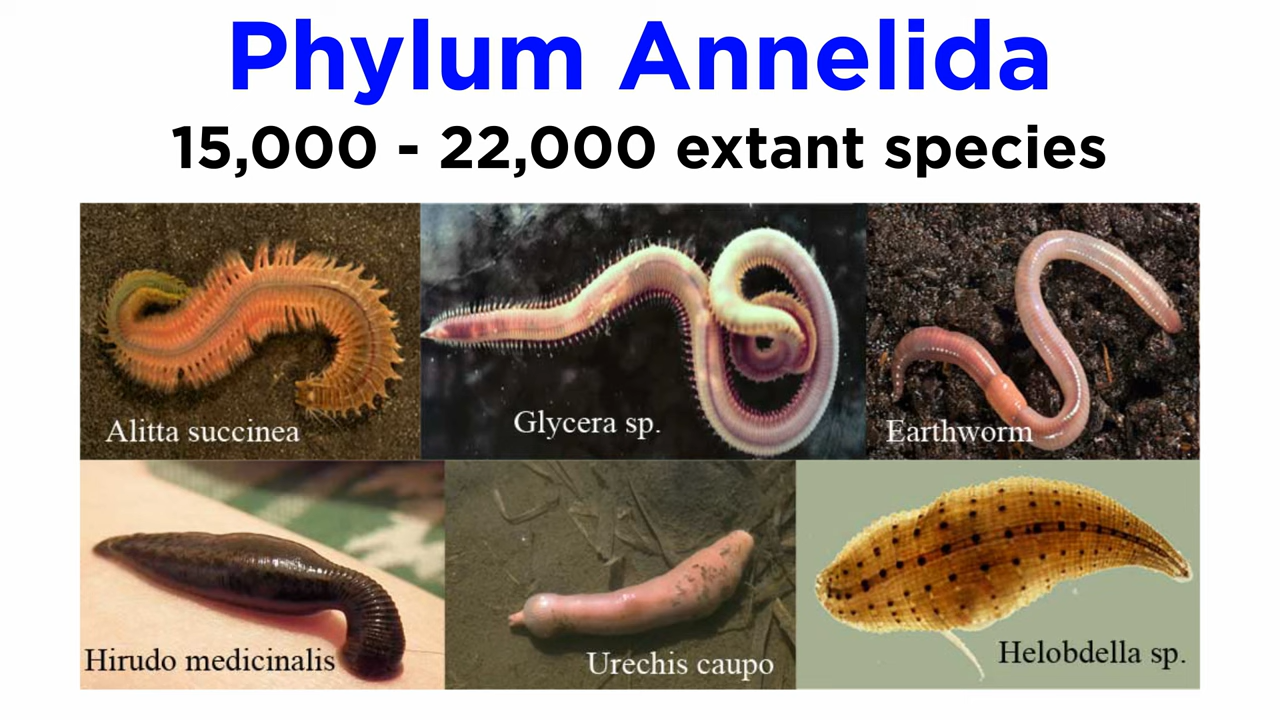 Phylum Annelida
15,000 - 22,000 extant species
Alitta succinea
Glycera sp.
Earthworm
Hirudo medicinalis
Urechis caupo
Helobdella sp.